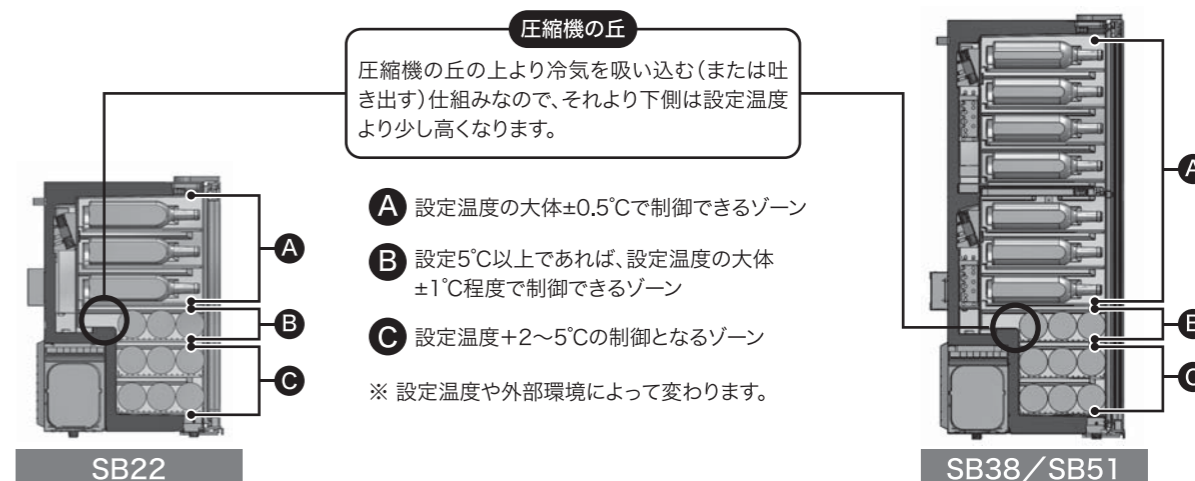 圧縮機の丘
圧縮機の丘の上より冷気を吸い込む(または吐
き出す)仕組みなので、それより下側は設定温度
より少し高くなります。
A 設定温度の大体±0.5℃で制御できるゾーン
B 設定5℃以上であれば、設定温度の大体
±1℃程度で制御できるゾーン
C 設定温度+2〜5℃の制御となるゾーン
※ 設定温度や外部環境によって変わります。
A
B
C
SB22
A
B
C
SB38/SB51